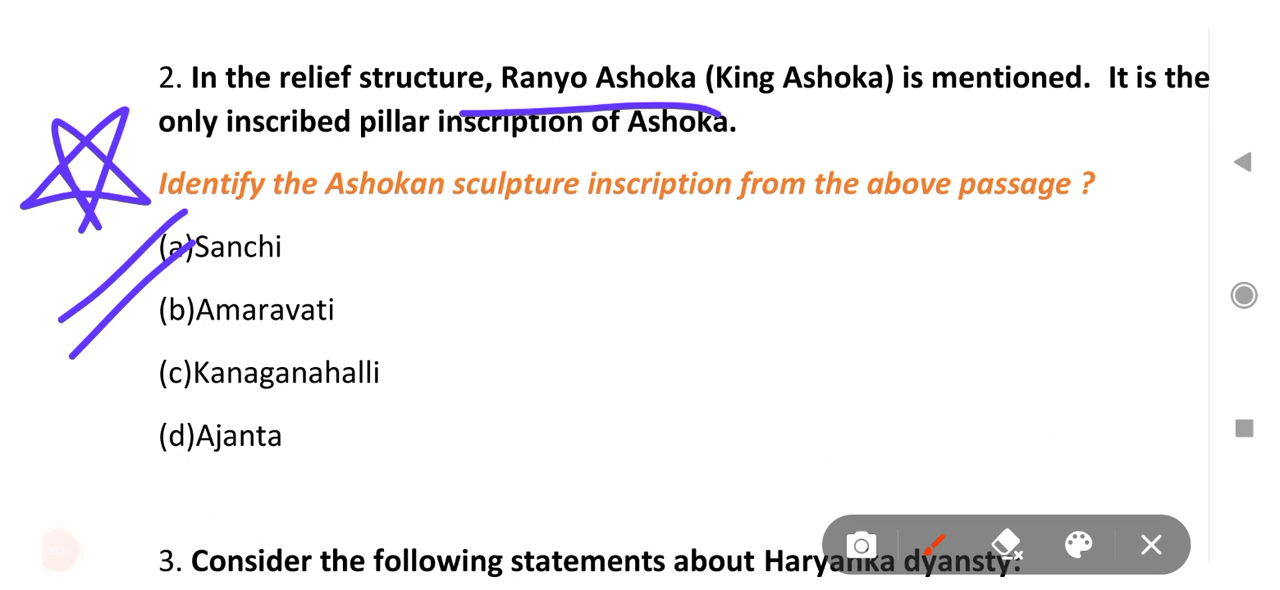 2. In the relief structure, Ranyo Ashoka (King Ashoka) is mentioned. It is the
only inscribed pillar inscription of Ashoka.
Identify the Ashokan sculpture inscription from the above passage ?
(a)Sanchi
(b)Amaravati
(c)Kanaganahalli
(d)Ajanta
3. Consider the following statements about Haryanka dyansty: